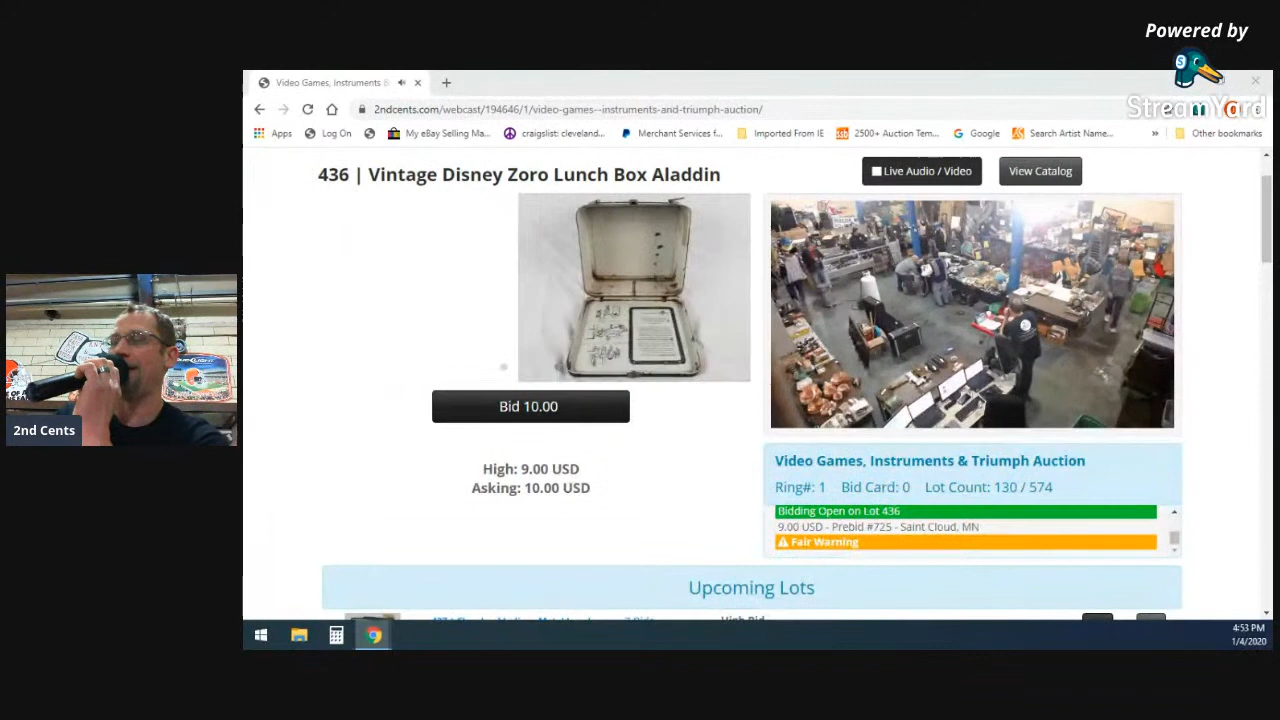 Powered by
StreamYard
Video Games, Instruments &
2ndcents.com/webcast/194646/1/video-games--instruments-and-triumph-auction/
Apps
Log On
My eBay Selling Ma...
craigslist: cleveland...
Merchant Services f...
Imported From IE
2500+ Auction Tem...
Google
Search Artist Name...
»
Other bookmarks
436 | Vintage Disney Zoro Lunch Box Aladdin
Live Audio / Video
View Catalog
Bid 10.00
High: 9.00 USD
Asking: 10.00 USD
Video Games, Instruments & Triumph Auction
Ring#: 1 Bid Card: 0 Lot Count: 130 / 574
Bidding Open on Lot 436
9.00 USD - Prebid #725 - Saint Cloud, MN
Fair Warning
Upcoming Lots
High Bid
2nd Cents
4:53 PM
1/4/2020